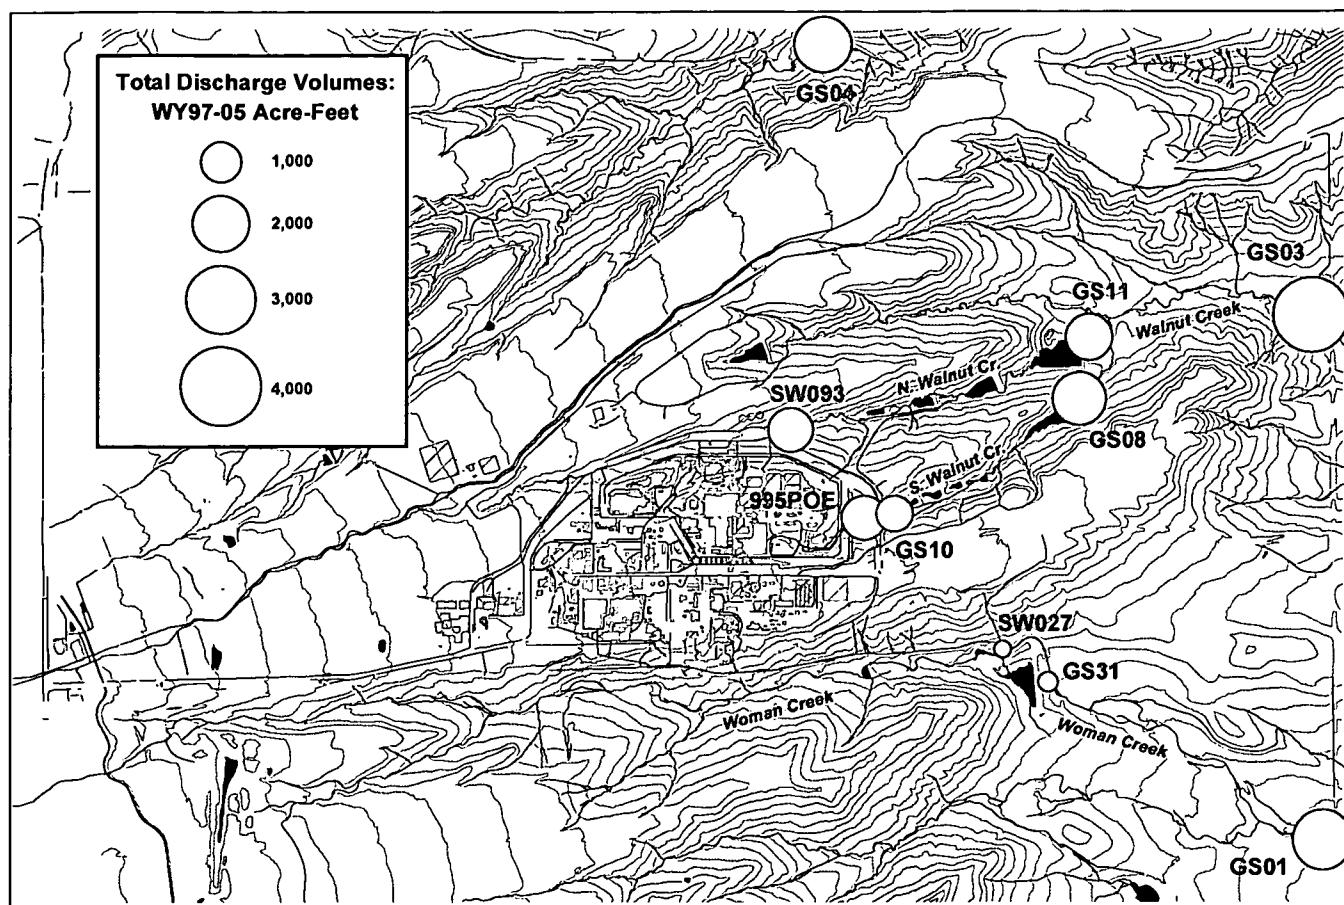 Total Discharge Volumes:
WY97-05 Acre-Feet
1,000
2,000
3,000
4,000
GS04
GS03
GS11
Walnut Creek
N. Walnut Cr.
SW093
GS08
S. Walnut Cr.
995POE
GS10
SW027
GS31
Woman Creek
Woman Creek
GS01